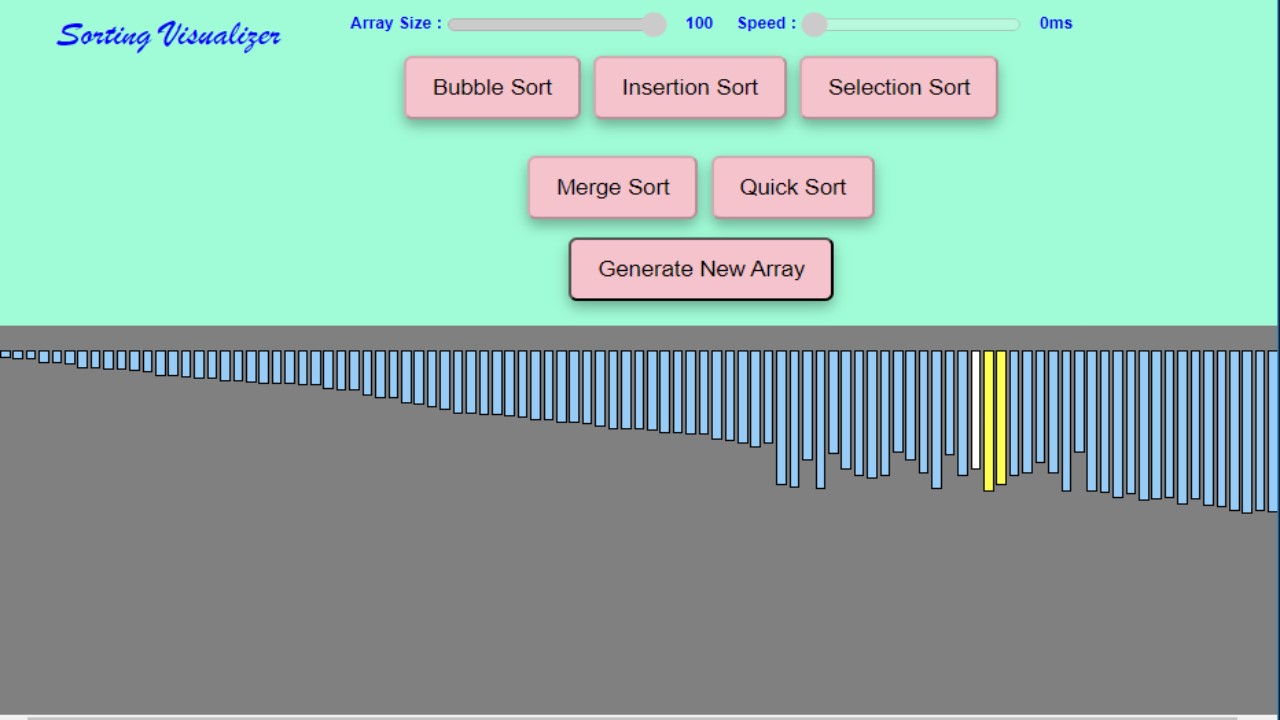 Sorting Visualizer
Array Size : 100 Speed : 0ms
Bubble Sort Insertion Sort Selection Sort
Merge Sort Quick Sort
Generate New Array